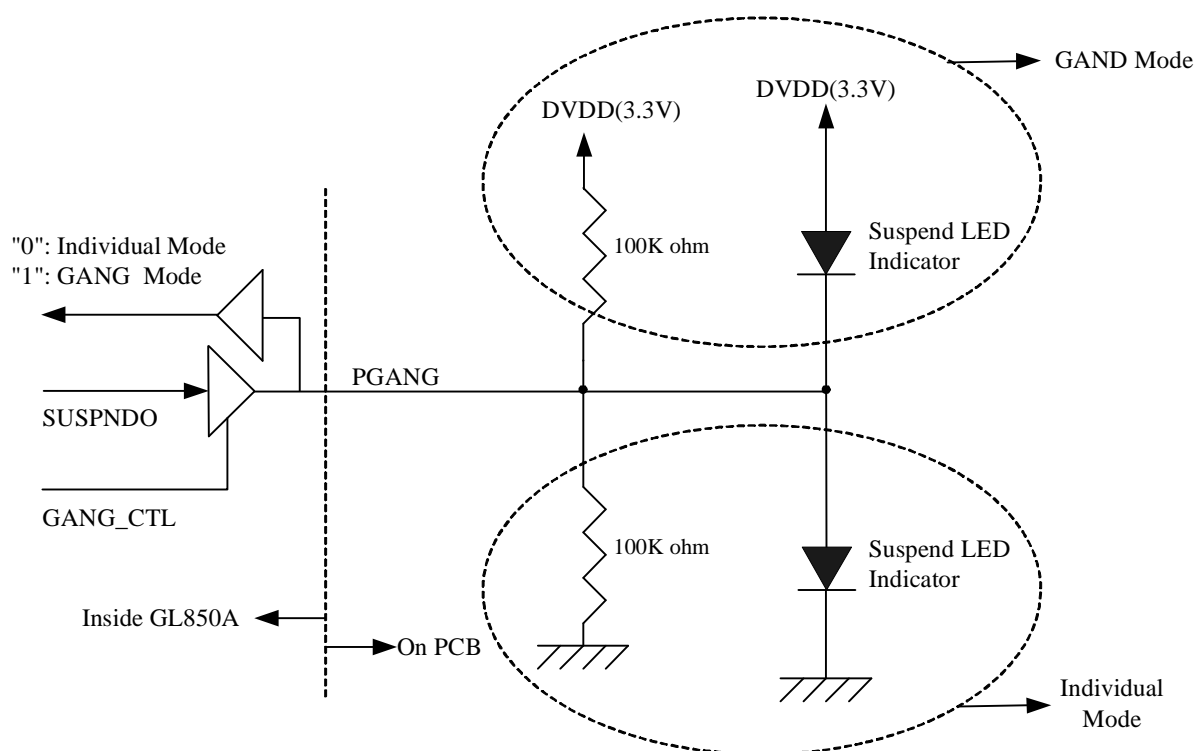 GAND Mode
DVDD(3.3V)
DVDD(3.3V)
"0": Individual Mode
"1": GANG Mode
100K ohm
Suspend LED
Indicator
PGANG
SUSPNDO
GANG_CTL
100K ohm
Suspend LED
Indicator
Inside GL850A
On PCB
Individual
Mode